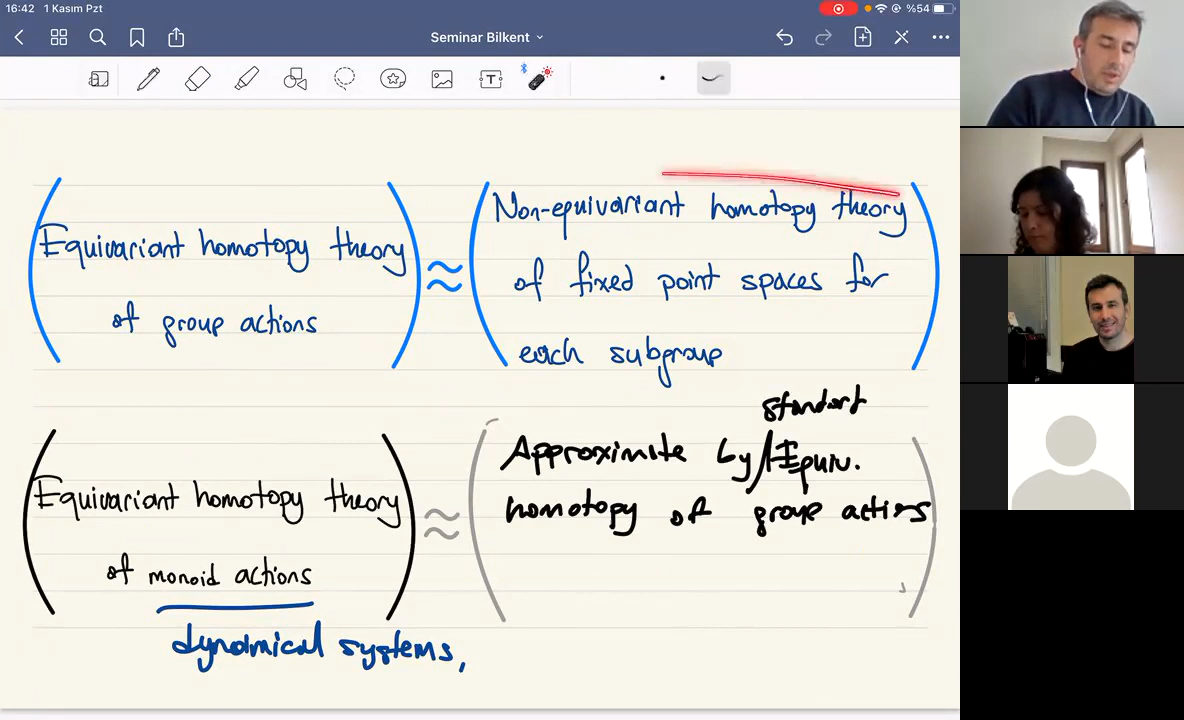 16:42 1 Kasım Pzt
%54
Seminar Bilkent
T
Equivariant homotopy theory
of group actions
≈
Non-equivariant homotopy theory
of fixed point spaces for
each subgroup
Equivariant homotopy theory
of monoid actions
dynamical systems,
≈
standart
Approximate by Equiv.
homotopy of group actions